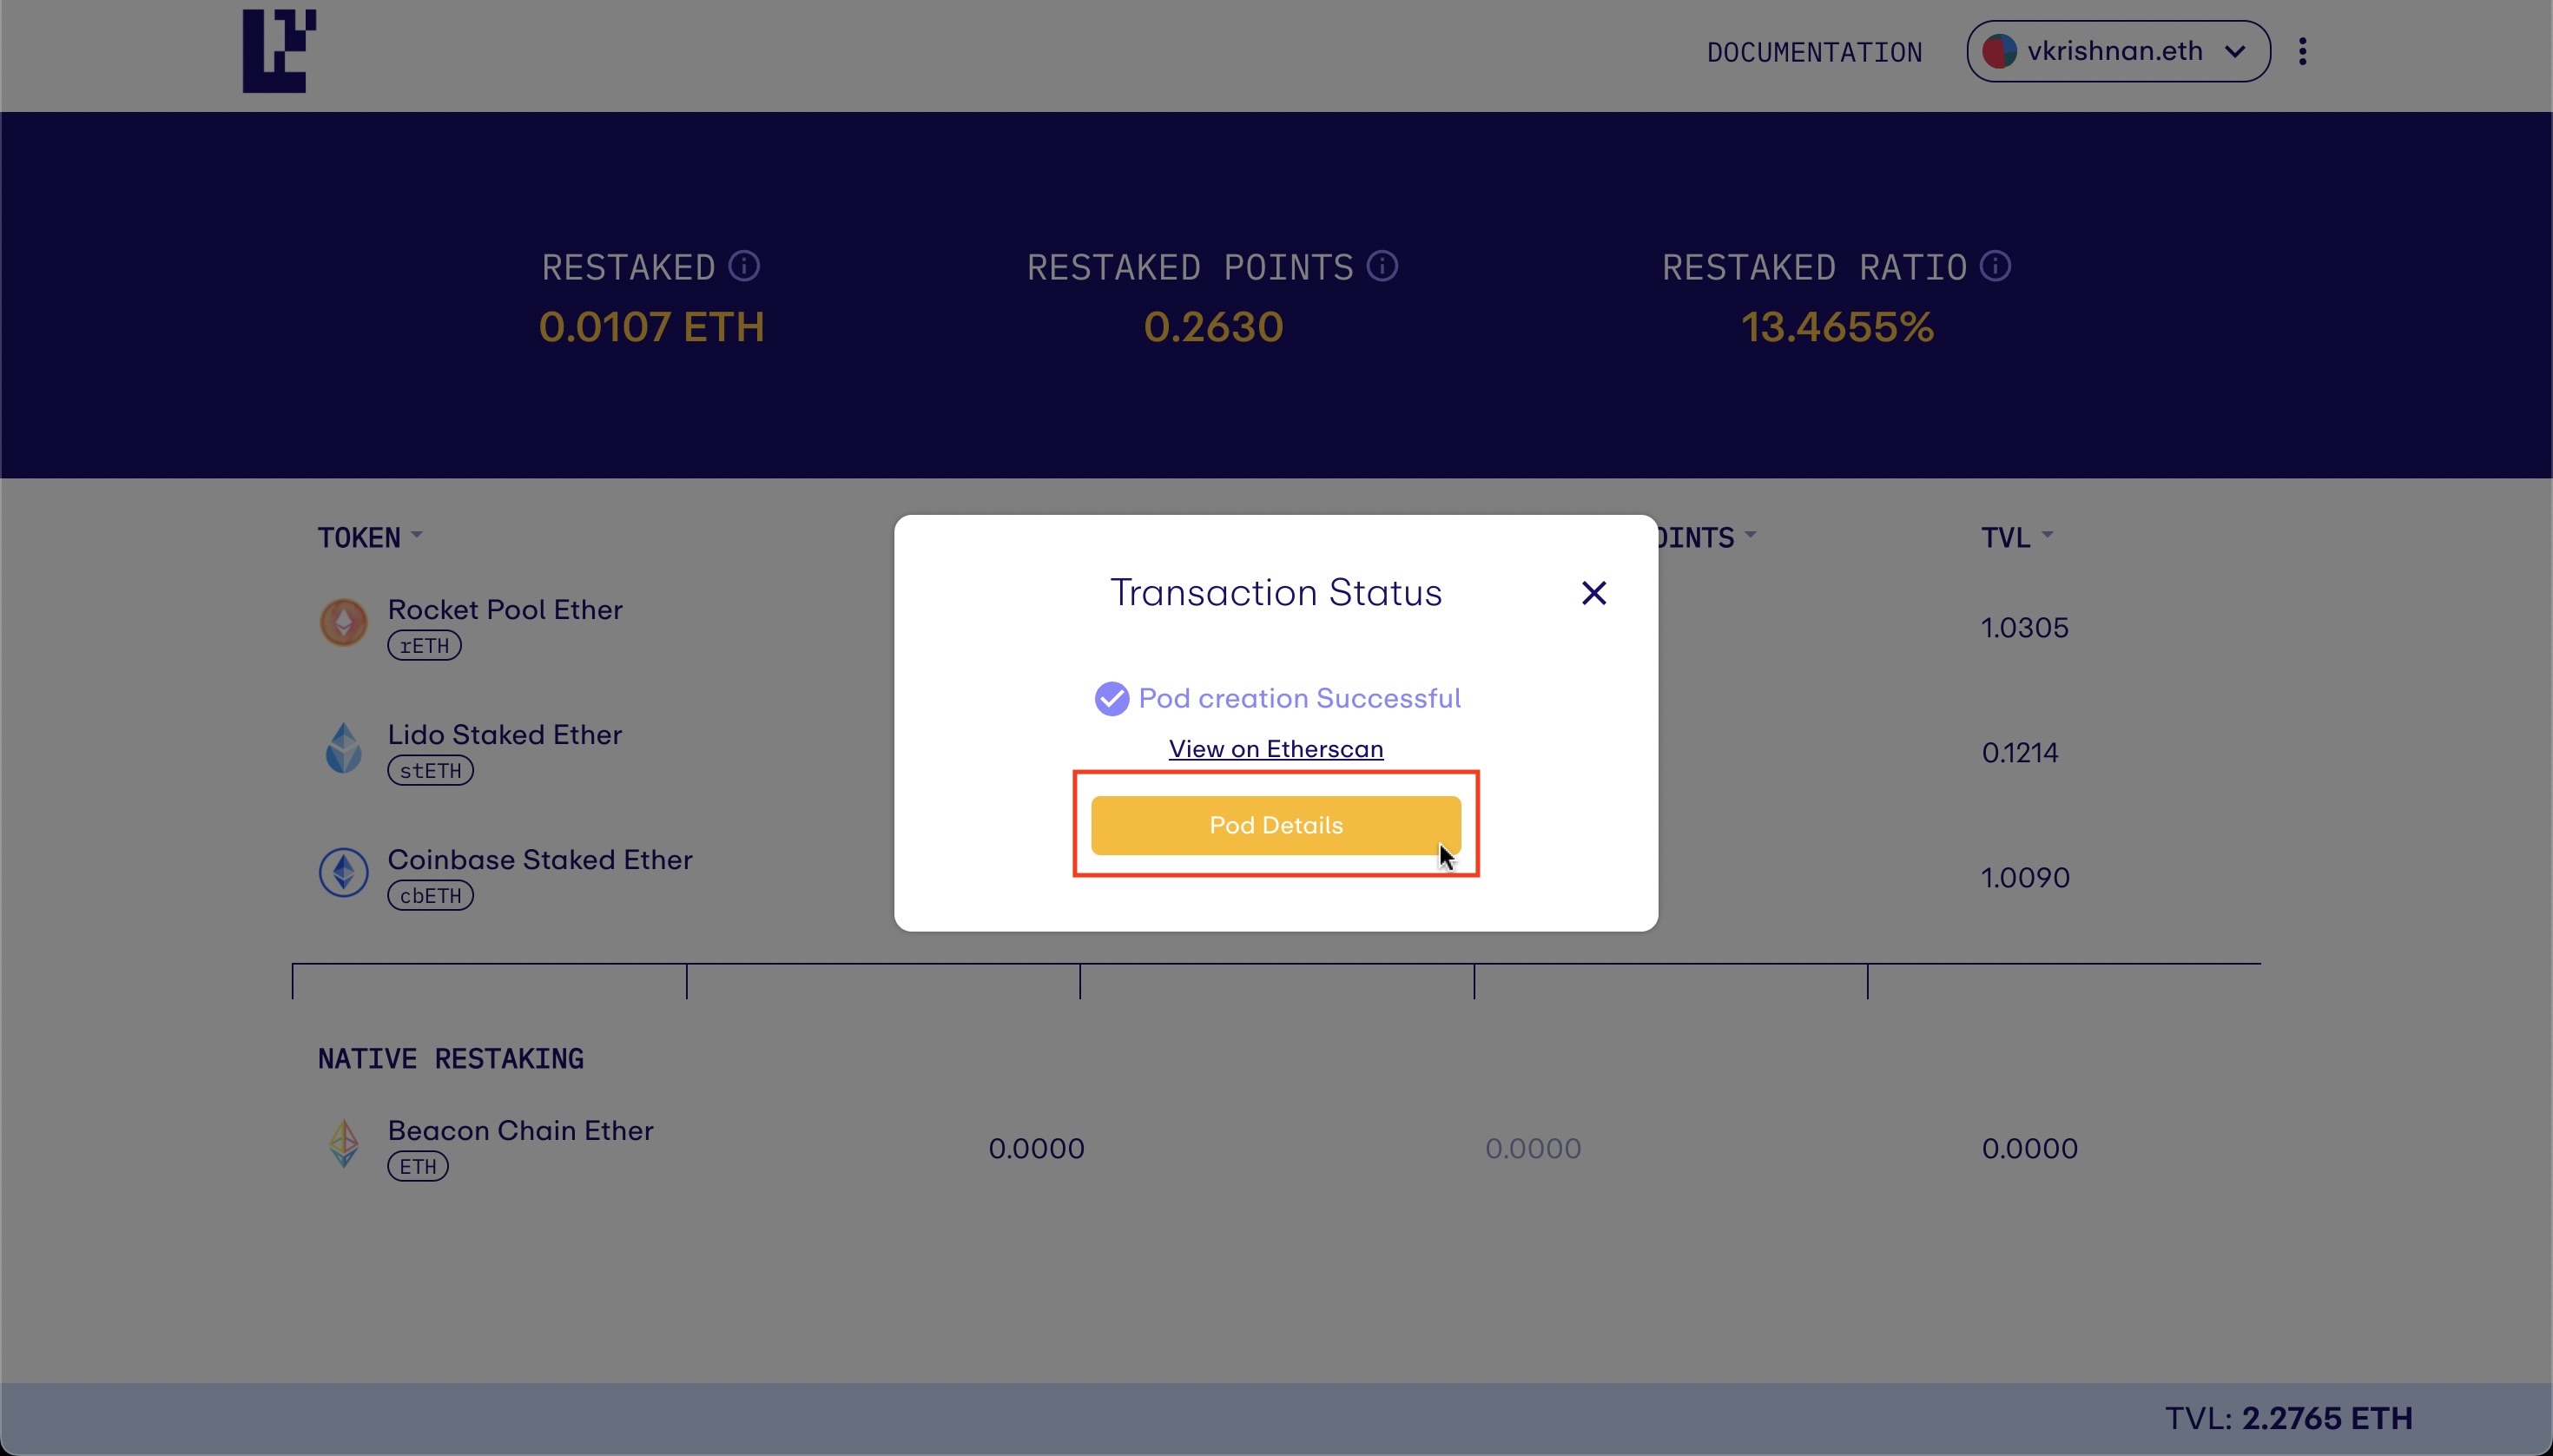 DOCUMENTATION
vkrishnan.eth
RESTAKED
RESTAKED POINTS
RESTAKED RATIO
0.0107 ETH
0.2630
13.4655%
TOKEN
OINTS
TVL
Rocket Pool Ether
rETH
1.0305
Lido Staked Ether
stETH
0.1214
Coinbase Staked Ether
cbETH
1.0090
Transaction Status
Pod creation Successful
View on Etherscan
Pod Details
NATIVE RESTAKING
Beacon Chain Ether
ETH
0.0000
0.0000
0.0000
TVL: 2.2765 ETH